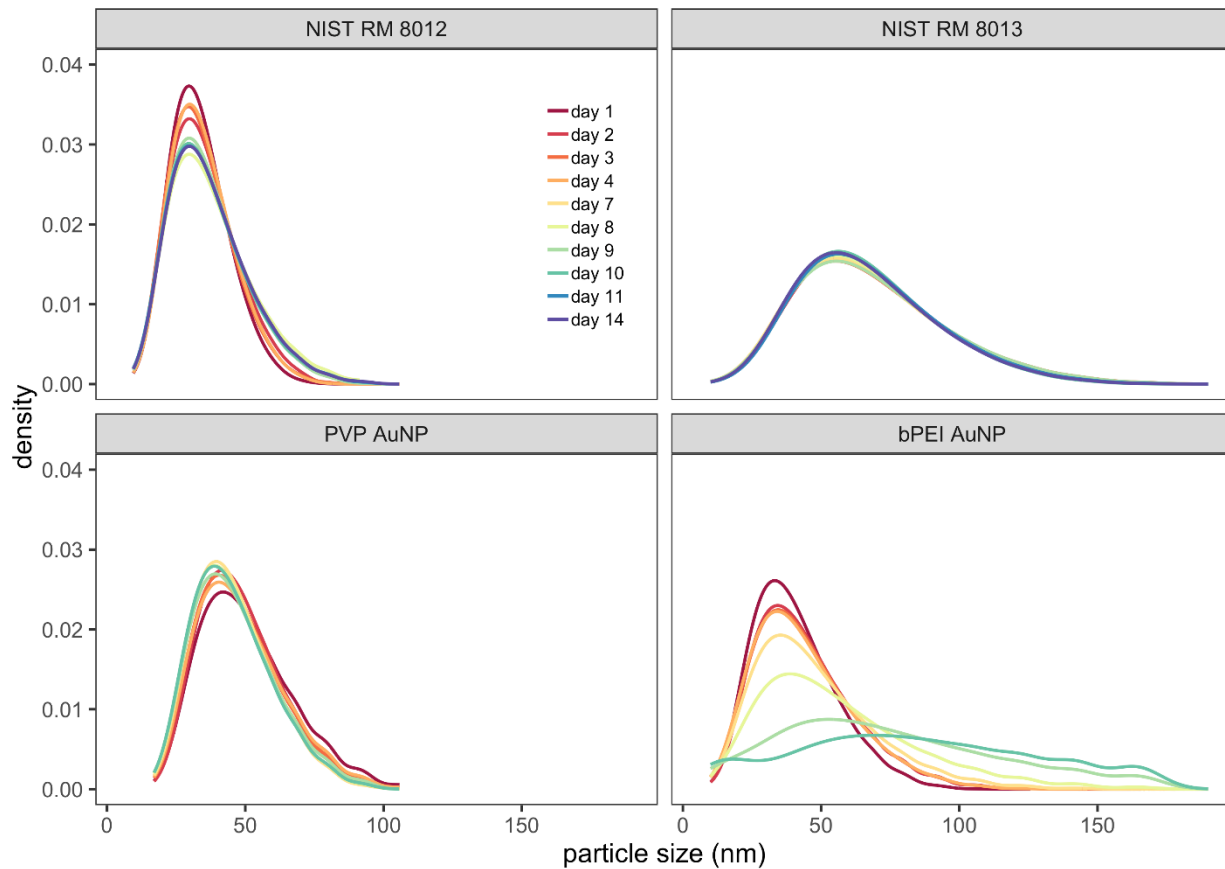 NIST RM 8012
NIST RM 8013
0.04
0.03
0.02
0.01
0.00
day 1
day 2
day 3
day 4
day 7
day 8
day 9
day 10
day 11
day 14
density
PVP AuNP
bPEI AuNP
0.04
0.03
0.02
0.01
0.00
0
50
100
150
0
50
100
150
particle size (nm)